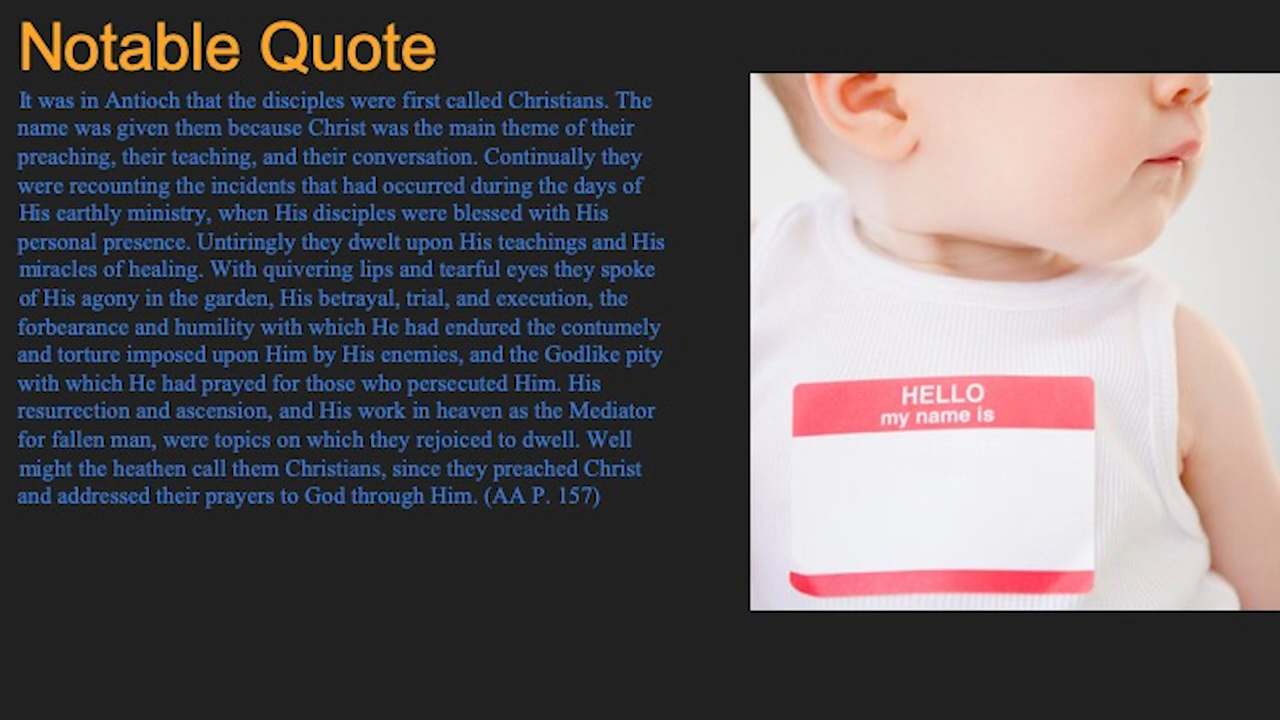 Notable Quote
It was in Antioch that the disciples were first called Christians. The
name was given them because Christ was the main theme of their
preaching, their teaching, and their conversation. Continually they
were recounting the incidents that had occurred during the days of
His earthly ministry, when His disciples were blessed with His
personal presence. Untiringly they dwelt upon His teachings and His
miracles of healing. With quivering lips and tearful eyes they spoke
of His agony in the garden, His betrayal, trial, and execution, the
forbearance and humility with which He had endured the contumely
and torture imposed upon Him by His enemies, and the Godlike pity
with which He had prayed for those who persecuted Him. His
resurrection and ascension, and His work in heaven as the Mediator
for fallen man, were topics on which they rejoiced to dwell. Well
might the heathen call them Christians, since they preached Christ
and addressed their prayers to God through Him. (AA P. 157)
HELLO
my name is